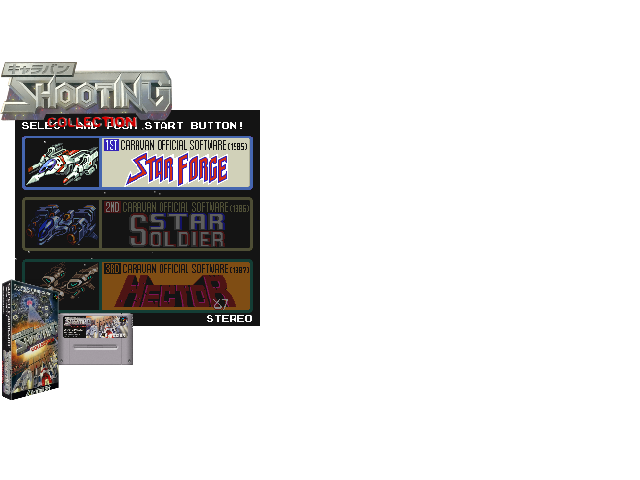 キャラバン
SHOOTING
COLLECTION
SELECT AND PUSH START BUTTON!
1ST CARAVAN OFFICIAL SOFTWARE(1985)
STAR FORCE
2ND CARAVAN OFFICIAL SOFTWARE(1986)
STAR
SOLDIER
3RD CARAVAN OFFICIAL SOFTWARE(1987)
HECTOR
87
STEREO
SHOOTING